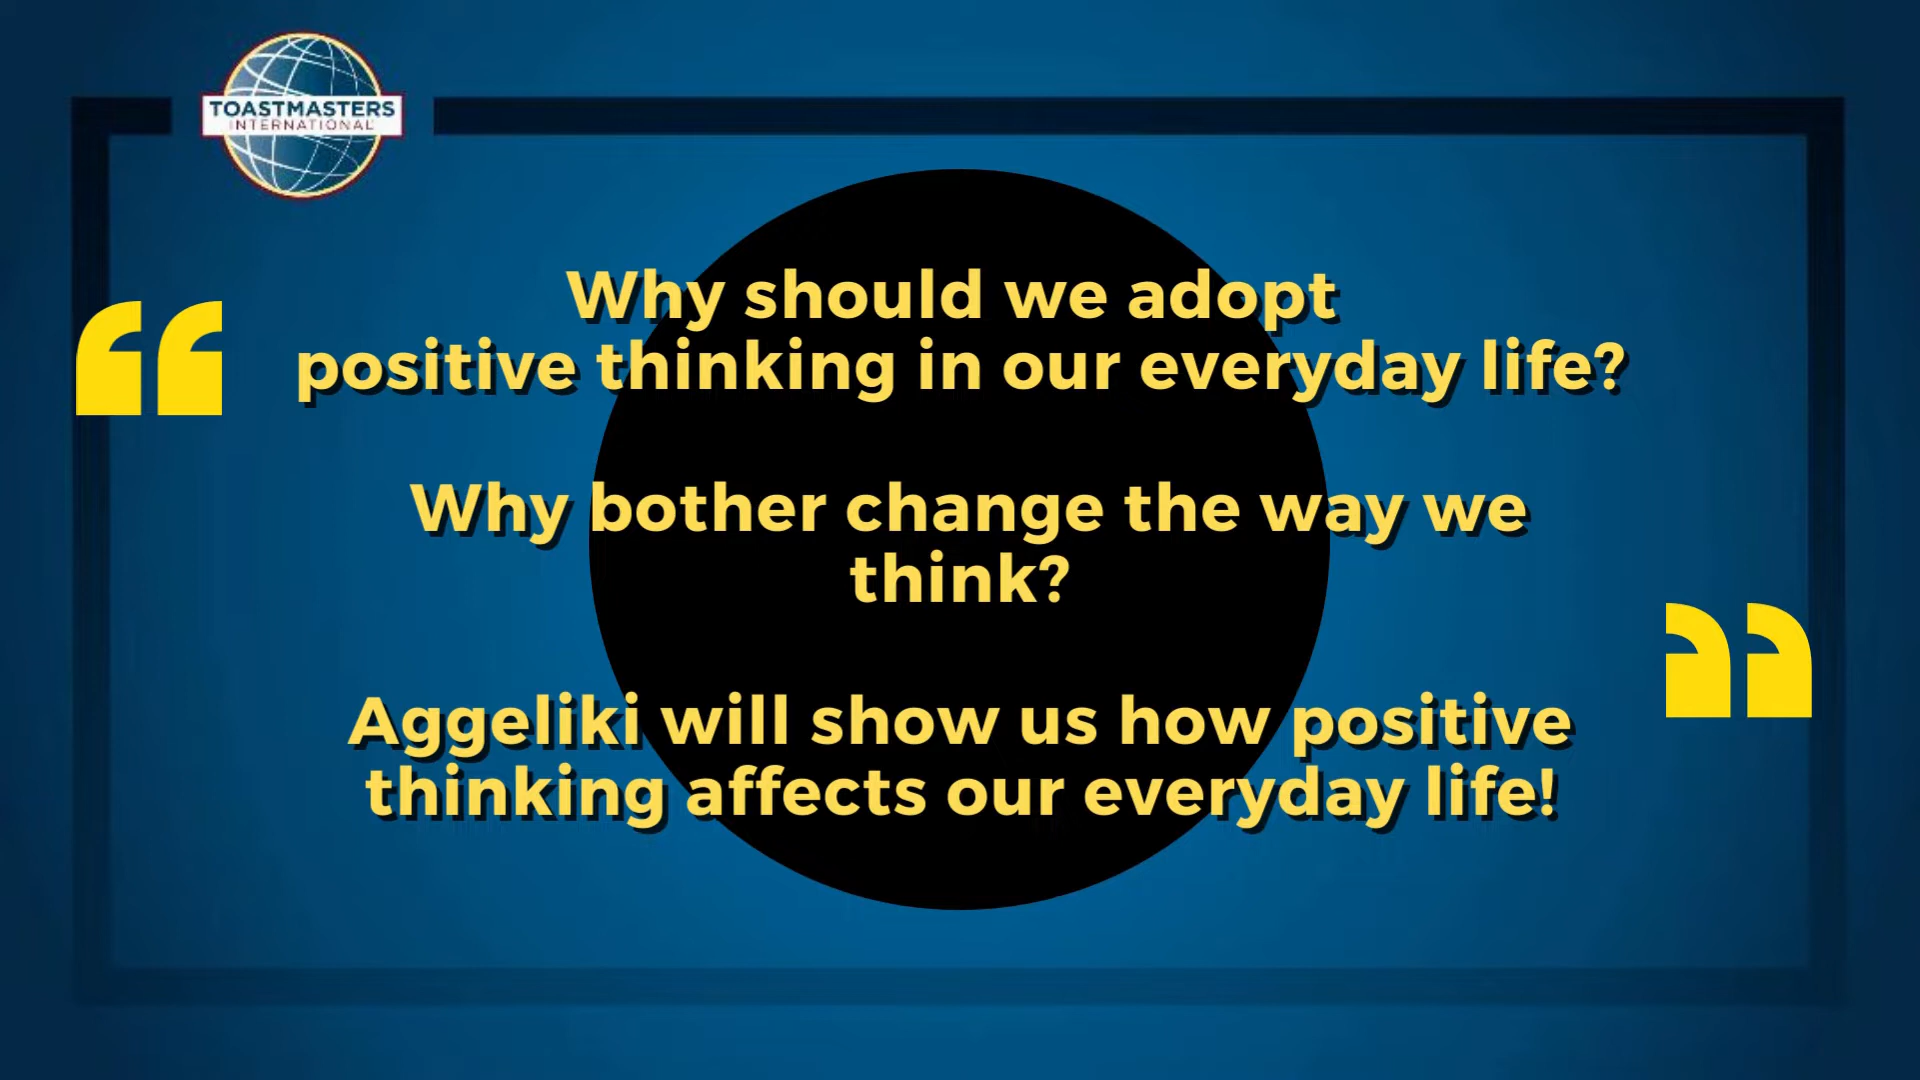 TOASTMASTERS
INTERNATIONAL
Why should we adopt
positive thinking in our everyday life?
Why bother change the way we
think?
Aggeliki will show us how positive
thinking affects our everyday life!